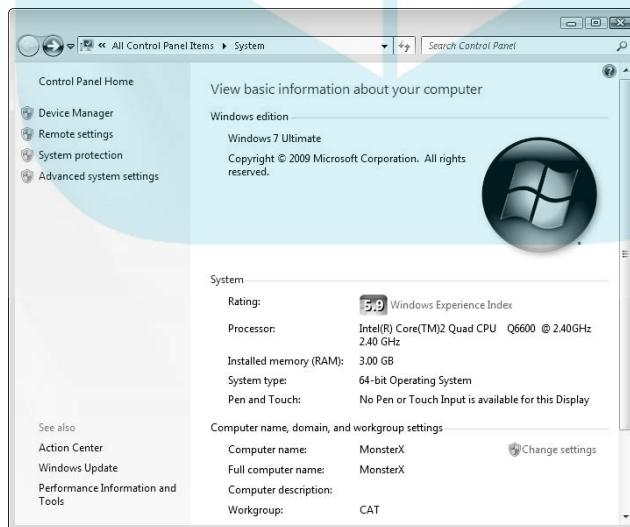 « All Control Panel Items ▸ System
Search Control Panel
Control Panel Home
Device Manager
Remote settings
System protection
Advanced system settings
See also
Action Center
Windows Update
Performance Information and
Tools
View basic information about your computer
Windows edition
Windows 7 Ultimate
Copyright © 2009 Microsoft Corporation. All rights
reserved.
System
Rating:
5.9 Windows Experience Index
Processor:
Intel(R) Core(TM)2 Quad CPU Q6600 @ 2.40GHz
2.40 GHz
Installed memory (RAM):
3.00 GB
System type:
64-bit Operating System
Pen and Touch:
No Pen or Touch Input is available for this Display
Computer name, domain, and workgroup settings
Computer name:
MonsterX
Change settings
Full computer name:
MonsterX
Computer description:
Workgroup:
CAT